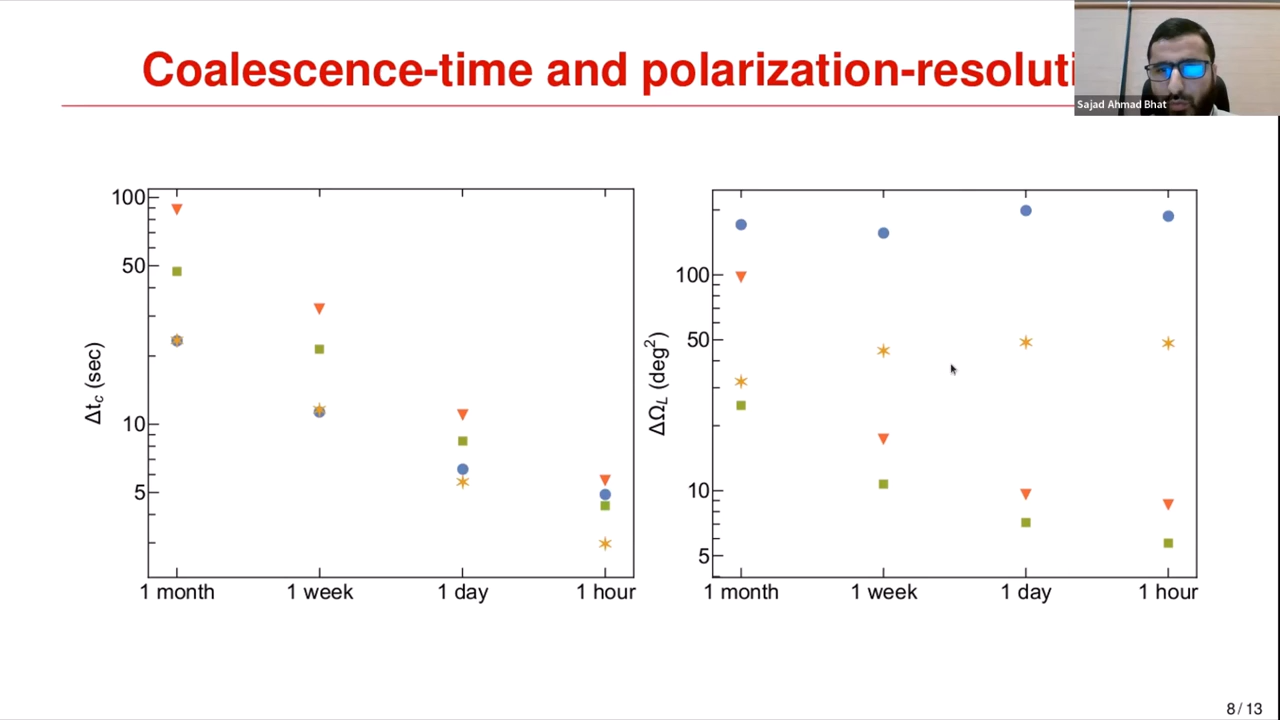 Coalescence-time and polarization-resoluti
Sajad Ahmad Bhat
100
50
10
5
Δt_c (sec)
1 month 1 week 1 day 1 hour
100
50
10
5
ΔΩ_L (deg²)
1 month 1 week 1 day 1 hour
8 / 13